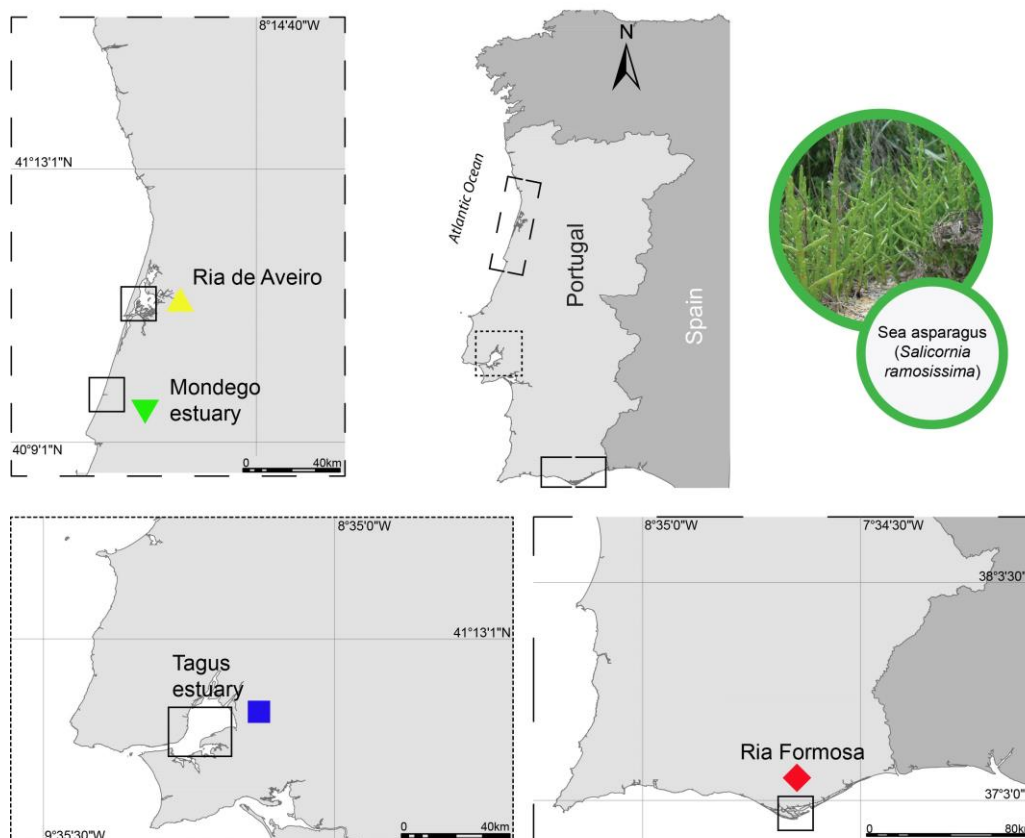 8°14'40"W
41°13'1"N
Ria de Aveiro
Mondego
estuary
40°9'1"N
0 40km
N
Atlantic Ocean
Portugal
Spain
Sea asparagus
(Salicornia
ramosissima)
8°35'0"W
41°13'1"N
Tagus
estuary
9°35'30"W
0 40km
8°35'0"W
7°34'30"W
38°3'30"
Ria Formosa
37°3'0"
0 80k